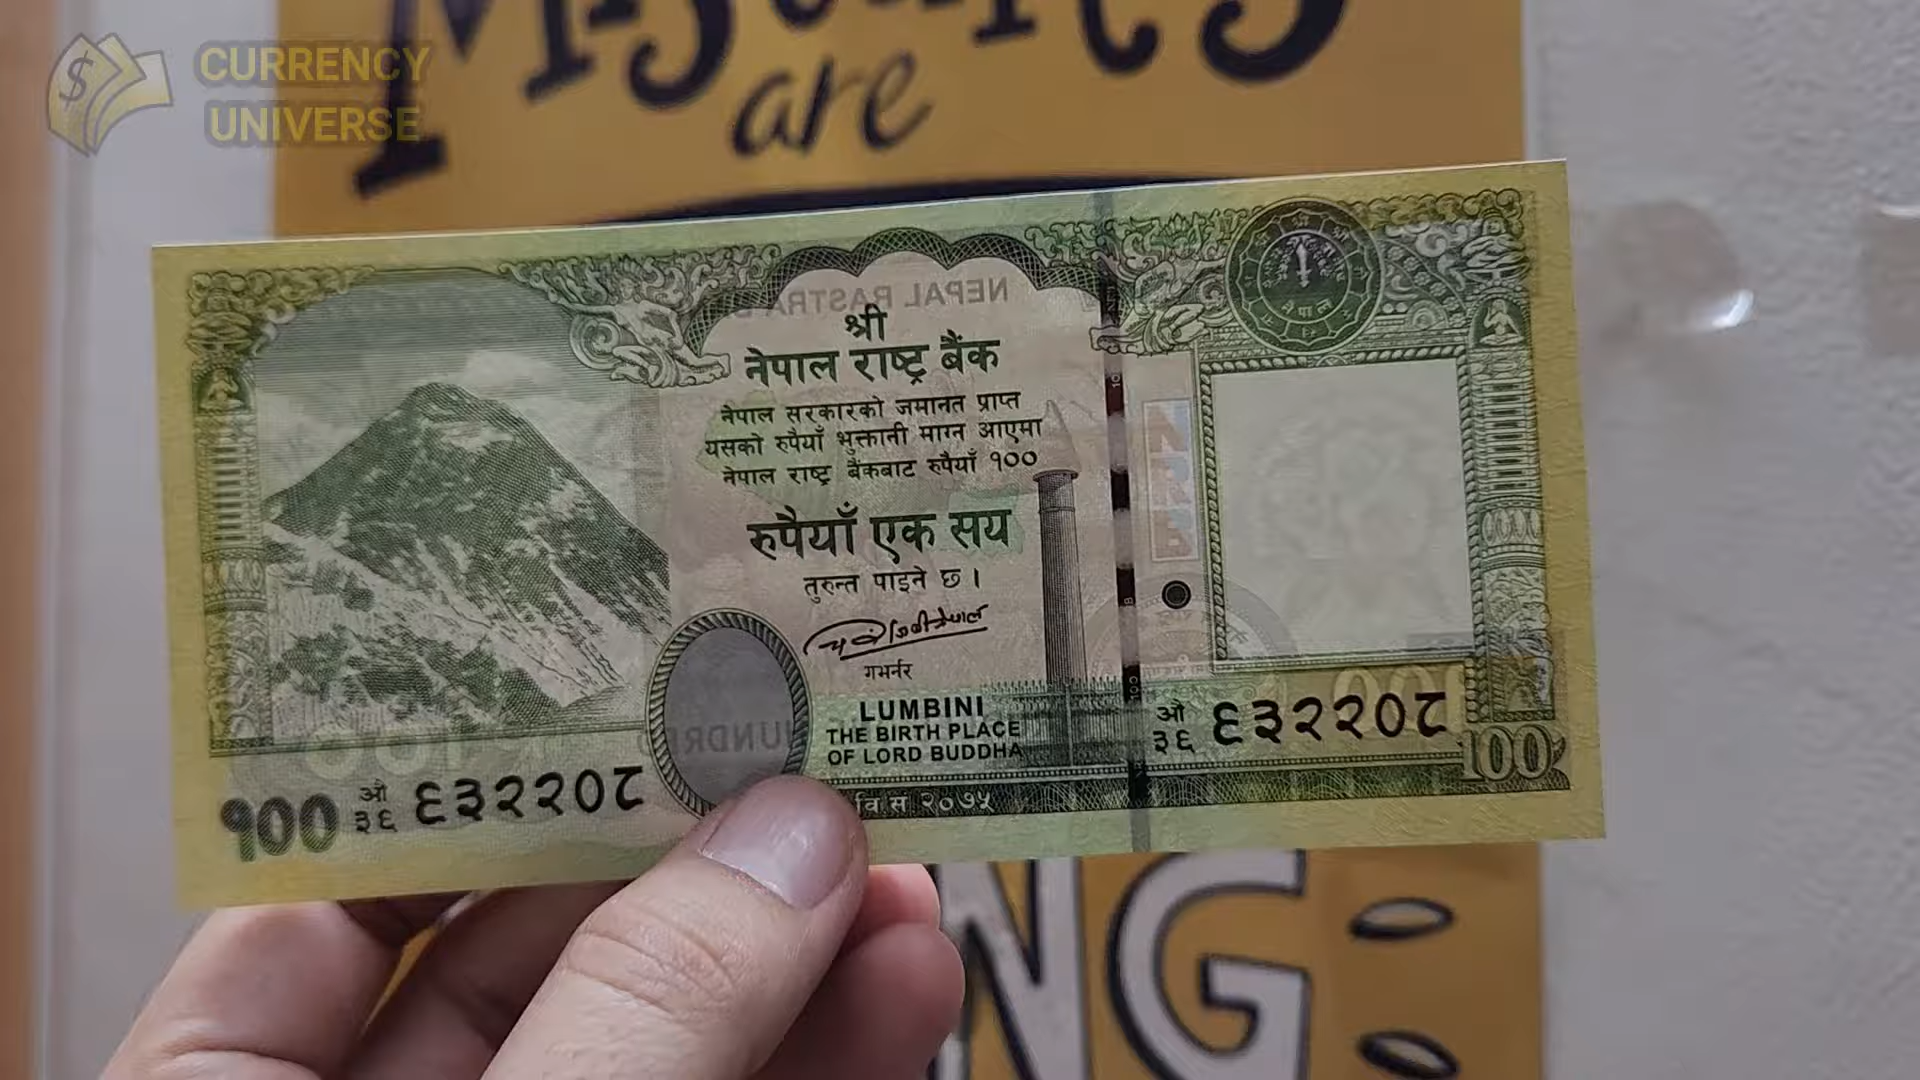 CURRENCY
UNIVERSE
are
NEPAL RASTRA B
श्री
नेपाल राष्ट्र बैंक
नेपाल सरकारको जमानत प्राप्त
यसको रुपैयाँ भुक्तानी माग्न आएमा
नेपाल राष्ट्र बैंकबाट रुपैयाँ १००
रुपैयाँ एक सय
तुरुन्त पाइने छ ।
गभर्नर
LUMBINI
THE BIRTH PLACE
OF LORD BUDDHA
औ
३६ ६३२२०८
100
१००
औ
३६ ६३२२०८
वि सं २०७५
NG